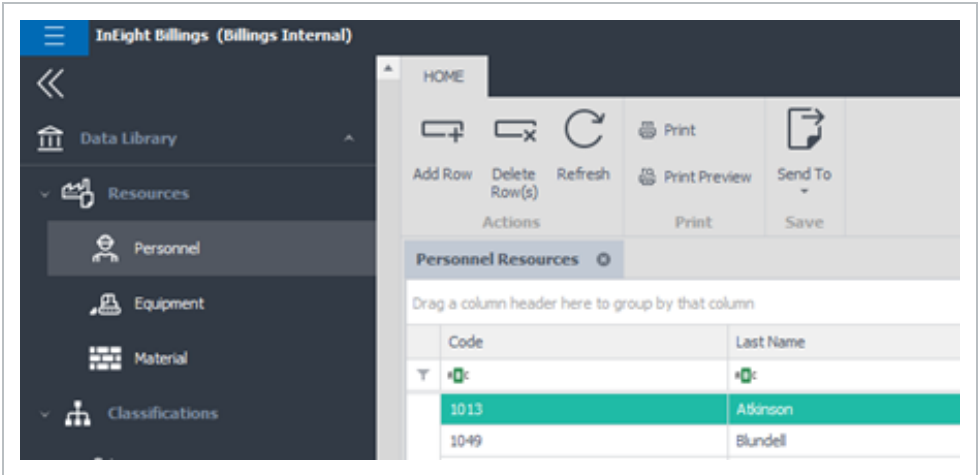 InEight Billings (Billings Internal)
HOME
Data Library
Resources
Personnel
Equipment
Material
Classifications
Add Row
Delete
Row(s)
Refresh
Actions
Print
Print Preview
Print
Send To
Save
Personnel Resources
Drag a column header here to group by that column
Code Last Name
1013 Atkinson
1049 Blundell